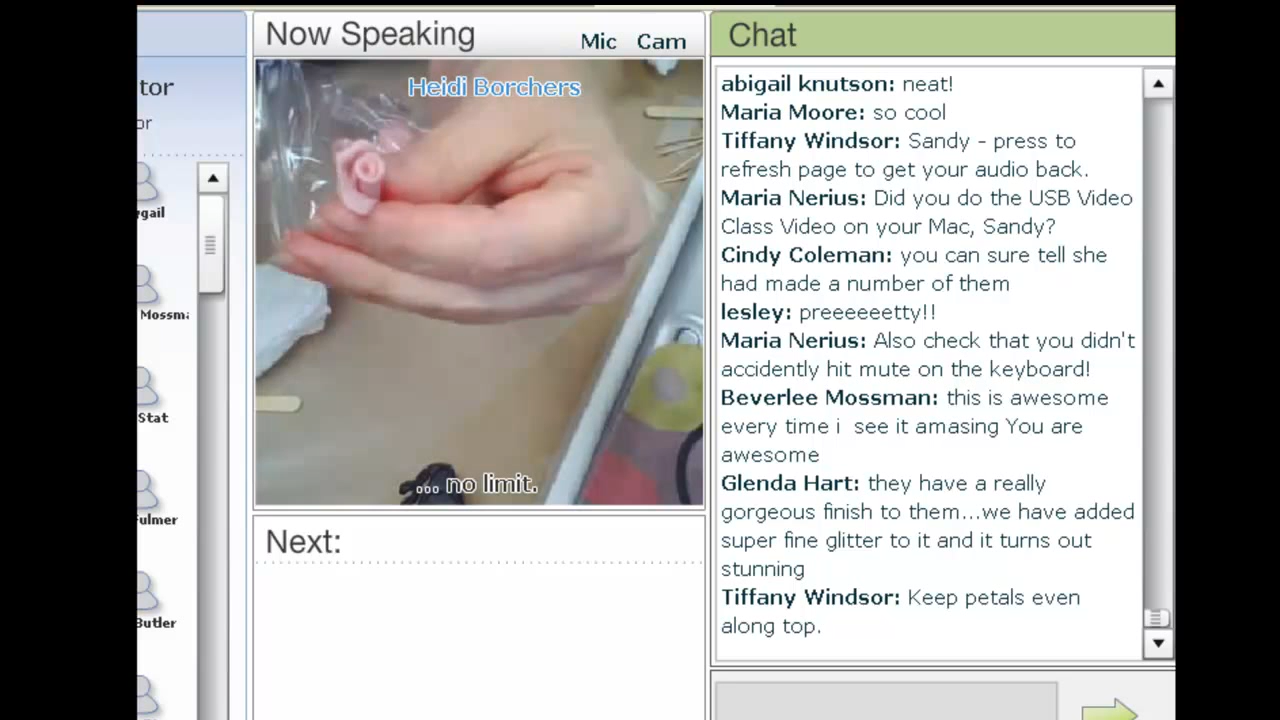 tor
or
gail
Mossma
Stat
ulmer
Butler
Now Speaking
Mic Cam
Heidi Borchers
... no limit.
Next:
Chat
abigail knutson: neat!
Maria Moore: so cool
Tiffany Windsor: Sandy - press to
refresh page to get your audio back.
Maria Nerius: Did you do the USB Video
Class Video on your Mac, Sandy?
Cindy Coleman: you can sure tell she
had made a number of them
lesley: preeeeeetty!!
Maria Nerius: Also check that you didn't
accidently hit mute on the keyboard!
Beverlee Mossman: this is awesome
every time i see it amasing You are
awesome
Glenda Hart: they have a really
gorgeous finish to them...we have added
super fine glitter to it and it turns out
stunning
Tiffany Windsor: Keep petals even
along top.